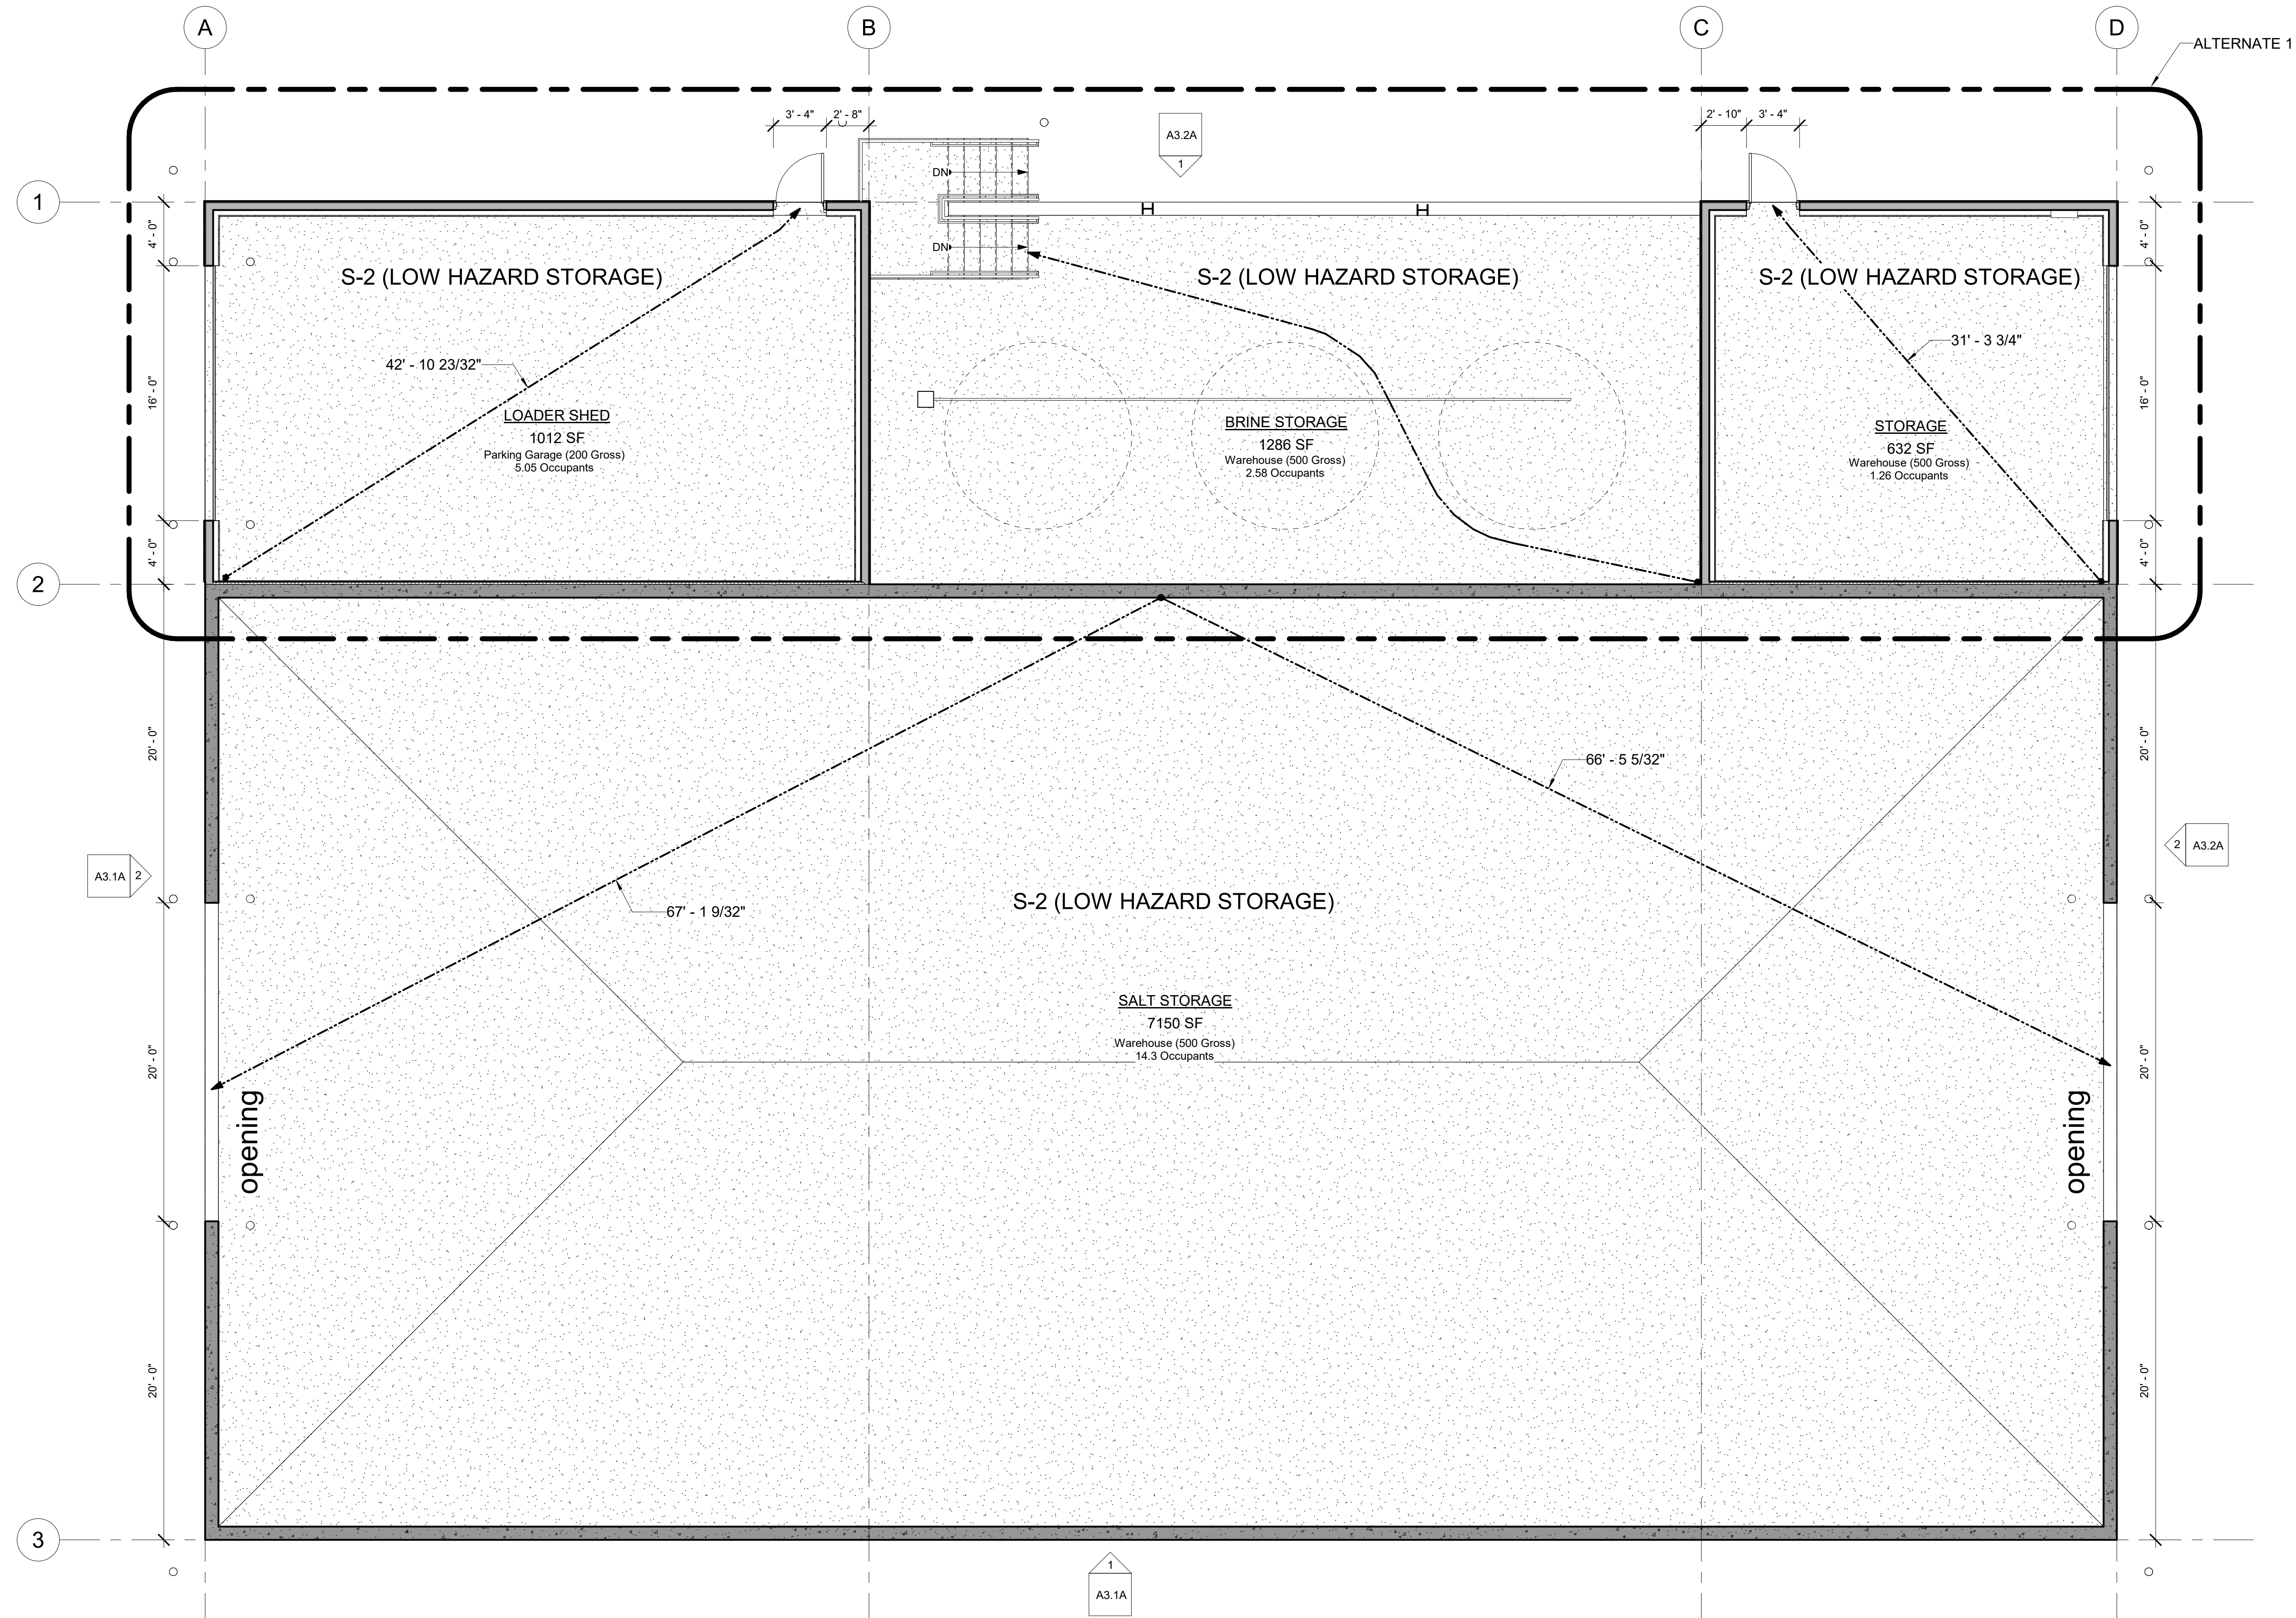 A
B
C
D
ALTERNATE 1
3' - 4"
2' - 8"
2' - 10"
3' - 4"
A3.2A
1
DN
DN
1
4' - 0"
4' - 0"
S-2 (LOW HAZARD STORAGE)
S-2 (LOW HAZARD STORAGE)
S-2 (LOW HAZARD STORAGE)
42' - 10 23/32"
31' - 3 3/4"
16' - 0"
16' - 0"
LOADER SHED
1012 SF
Parking Garage (200 Gross)
5.05 Occupants
BRINE STORAGE
1286 SF
Warehouse (500 Gross)
2.58 Occupants
STORAGE
632 SF
Warehouse (500 Gross)
1.26 Occupants
4' - 0"
4' - 0"
2
20' - 0"
20' - 0"
66' - 5 5/32"
A3.1A
2
2
A3.2A
67' - 1 9/32"
S-2 (LOW HAZARD STORAGE)
SALT STORAGE
7150 SF
Warehouse (500 Gross)
14.3 Occupants
20' - 0"
20' - 0"
opening
opening
20' - 0"
20' - 0"
3
1
A3.1A